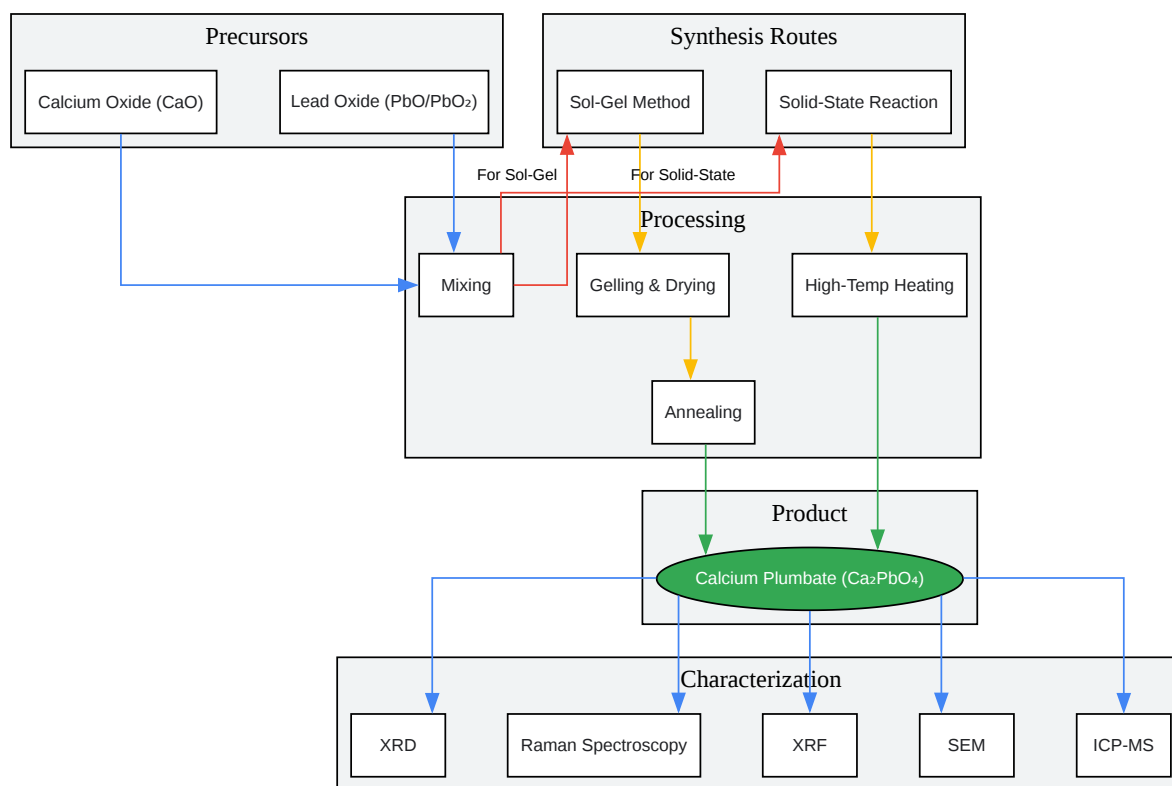 Precursors
Synthesis Routes
Calcium Oxide (CaO)
Lead Oxide (PbO/PbO₂)
Sol-Gel Method
Solid-State Reaction
For Sol-Gel
For Solid-State
Processing
Mixing
Gelling & Drying
High-Temp Heating
Annealing
Product
Calcium Plumbate (Ca₂PbO₄)
Characterization
XRD
Raman Spectroscopy
XRF
SEM
ICP-MS